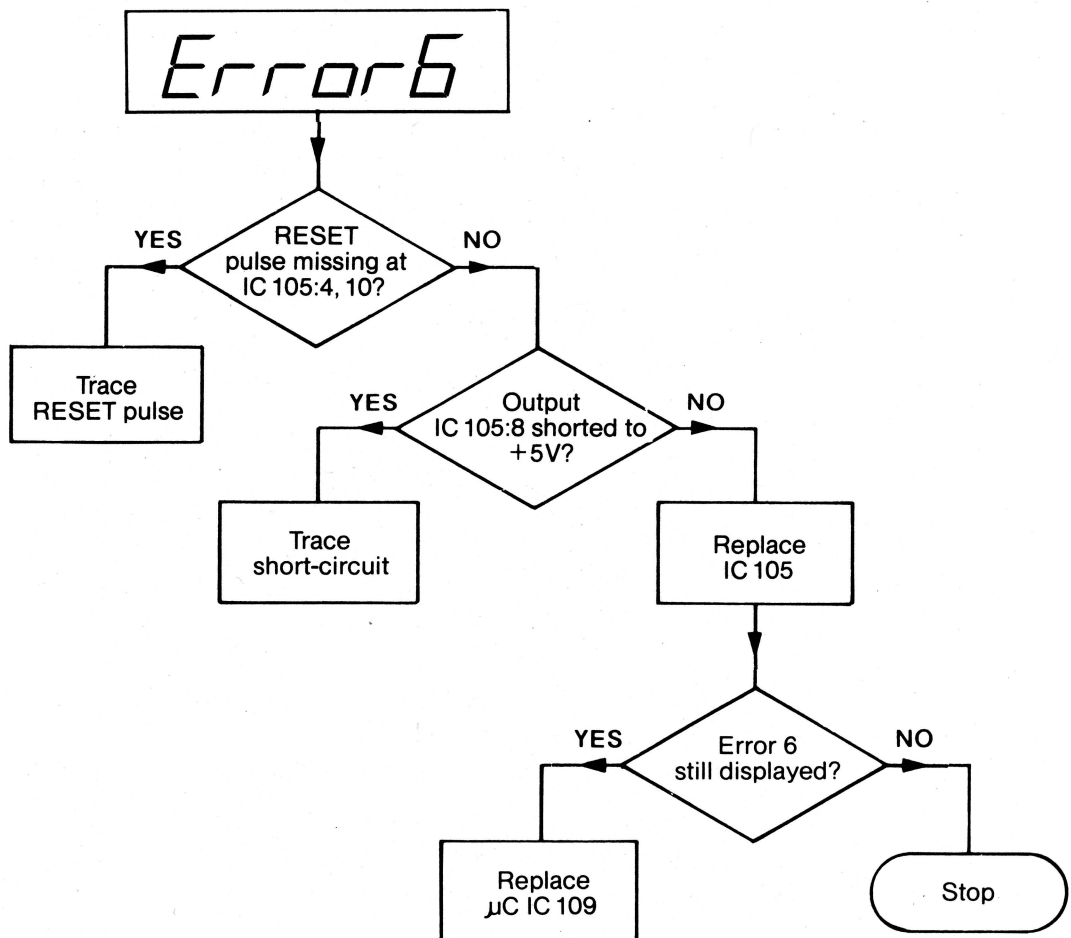 Error6
RESET
pulse missing at
IC 105:4, 10?
YES
NO
Trace
RESET pulse
Output
IC 105:8 shorted to
+5V?
YES
NO
Trace
short-circuit
Replace
IC 105
Error 6
still displayed?
YES
NO
Replace
µC IC 109
Stop